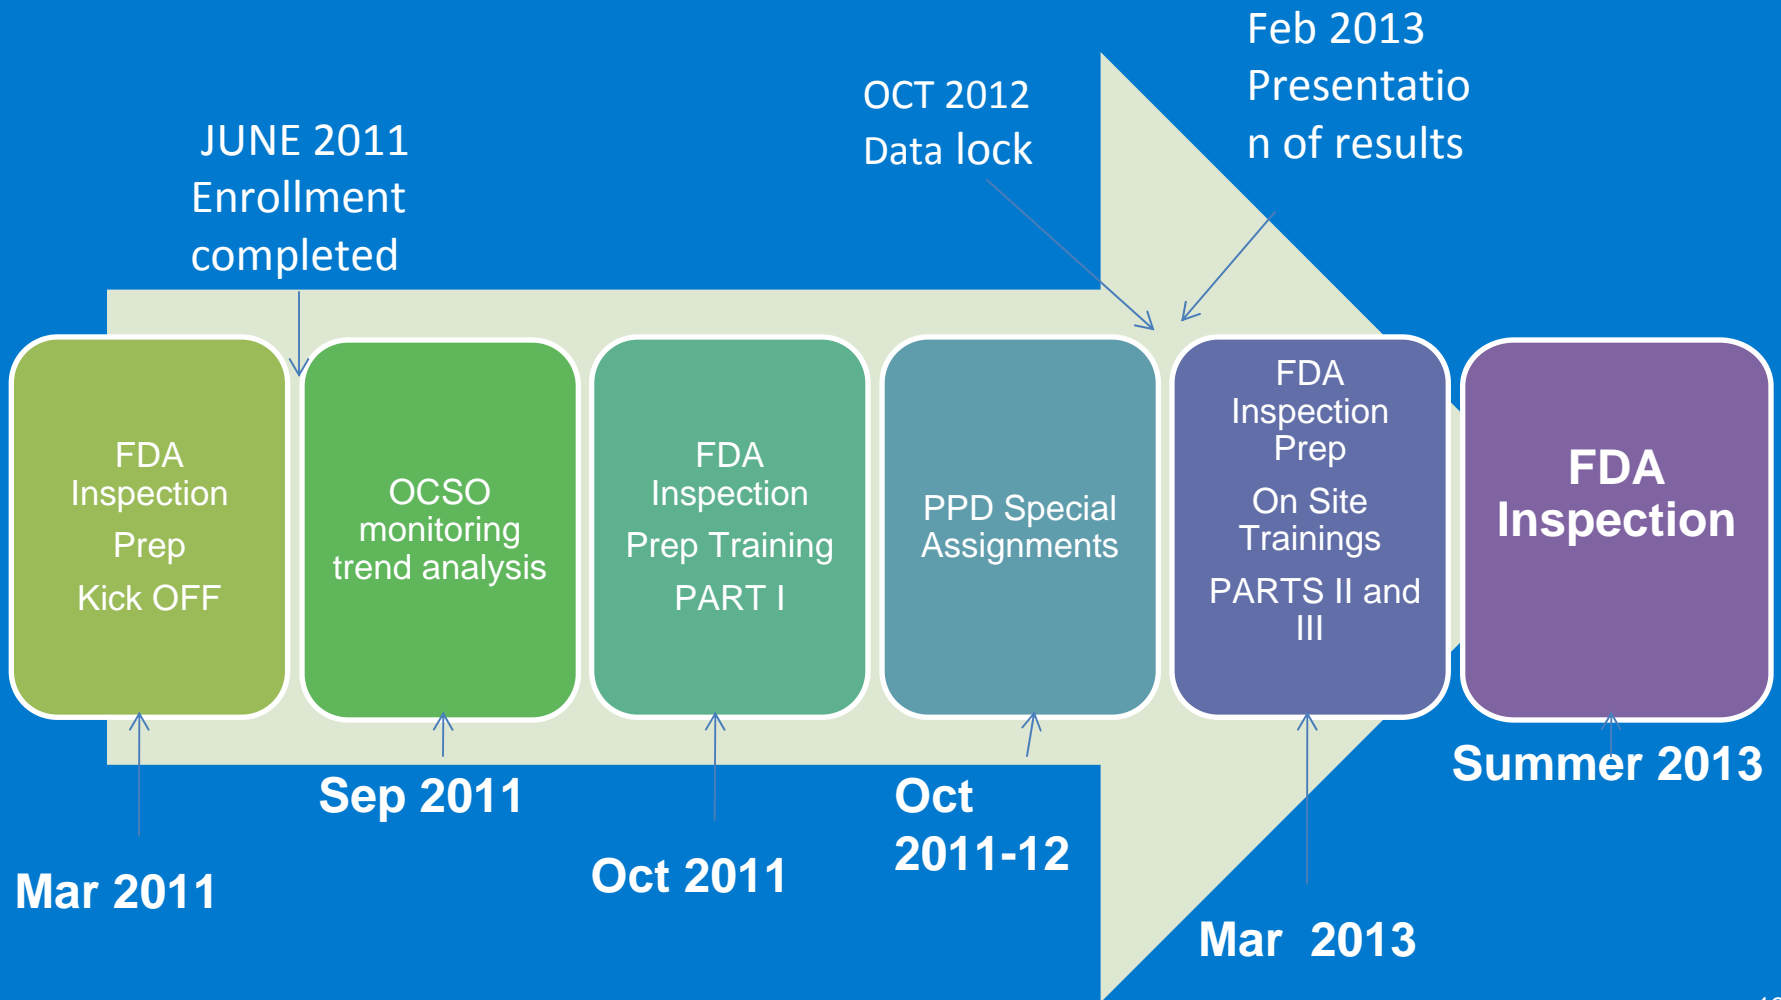 JUNE 2011
Enrollment
completed
OCT 2012
Data lock
Feb 2013
Presentatio
n of results
FDA
Inspection
Prep
Kick OFF
OCSO
monitoring
trend analysis
FDA
Inspection
Prep Training
PART I
PPD Special
Assignments
FDA
Inspection
Prep
On Site
Trainings
PARTS II and
III
FDA
Inspection
Mar 2011
Sep 2011
Oct 2011
Oct
2011-12
Mar 2013
Summer 2013